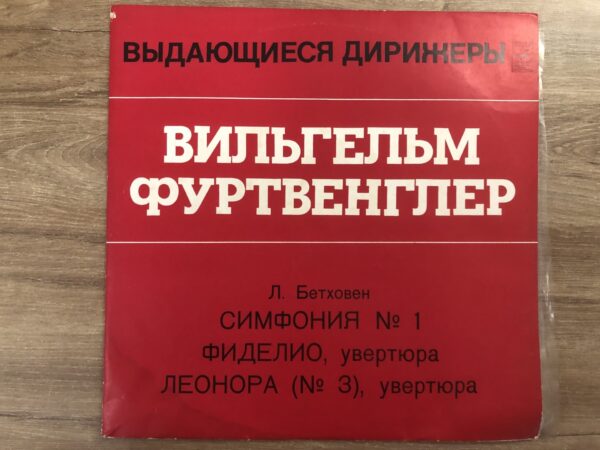 ВЫДАЮЩИЕСЯ ДИРИЖЕРЫ
ВИЛЬГЕЛЬМ
ФУРТВЕНГЛЕР
Л. Бетховен
СИМФОНИЯ № 1
ФИДЕЛИО, увертюра
ЛЕОНОРА (№ 3), увертюра